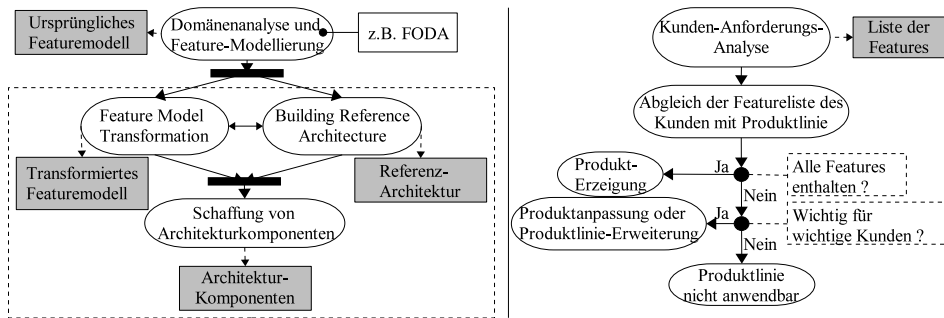 Ursprüngliches
Featuremodell
Domänenanalyse und
Feature-Modellierung
z.B. FODA
Feature Model
Transformation
Building Reference
Architecture
Transformiertes
Featuremodell
Referenz-
Architektur
Schaffung von
Architekturkomponenten
Architektur-
Komponenten
Kunden-Anforderungs-
Analyse
Liste der
Features
Abgleich der Featureliste des
Kunden mit Produktlinie
Produkt-
Erzeigung
Ja
Alle Features
enthalten ?
Nein
Produktanpassung oder
Produktlinie-Erweiterung
Ja
Wichtig für
wichtige Kunden ?
Nein
Produktlinie
nicht anwendbar